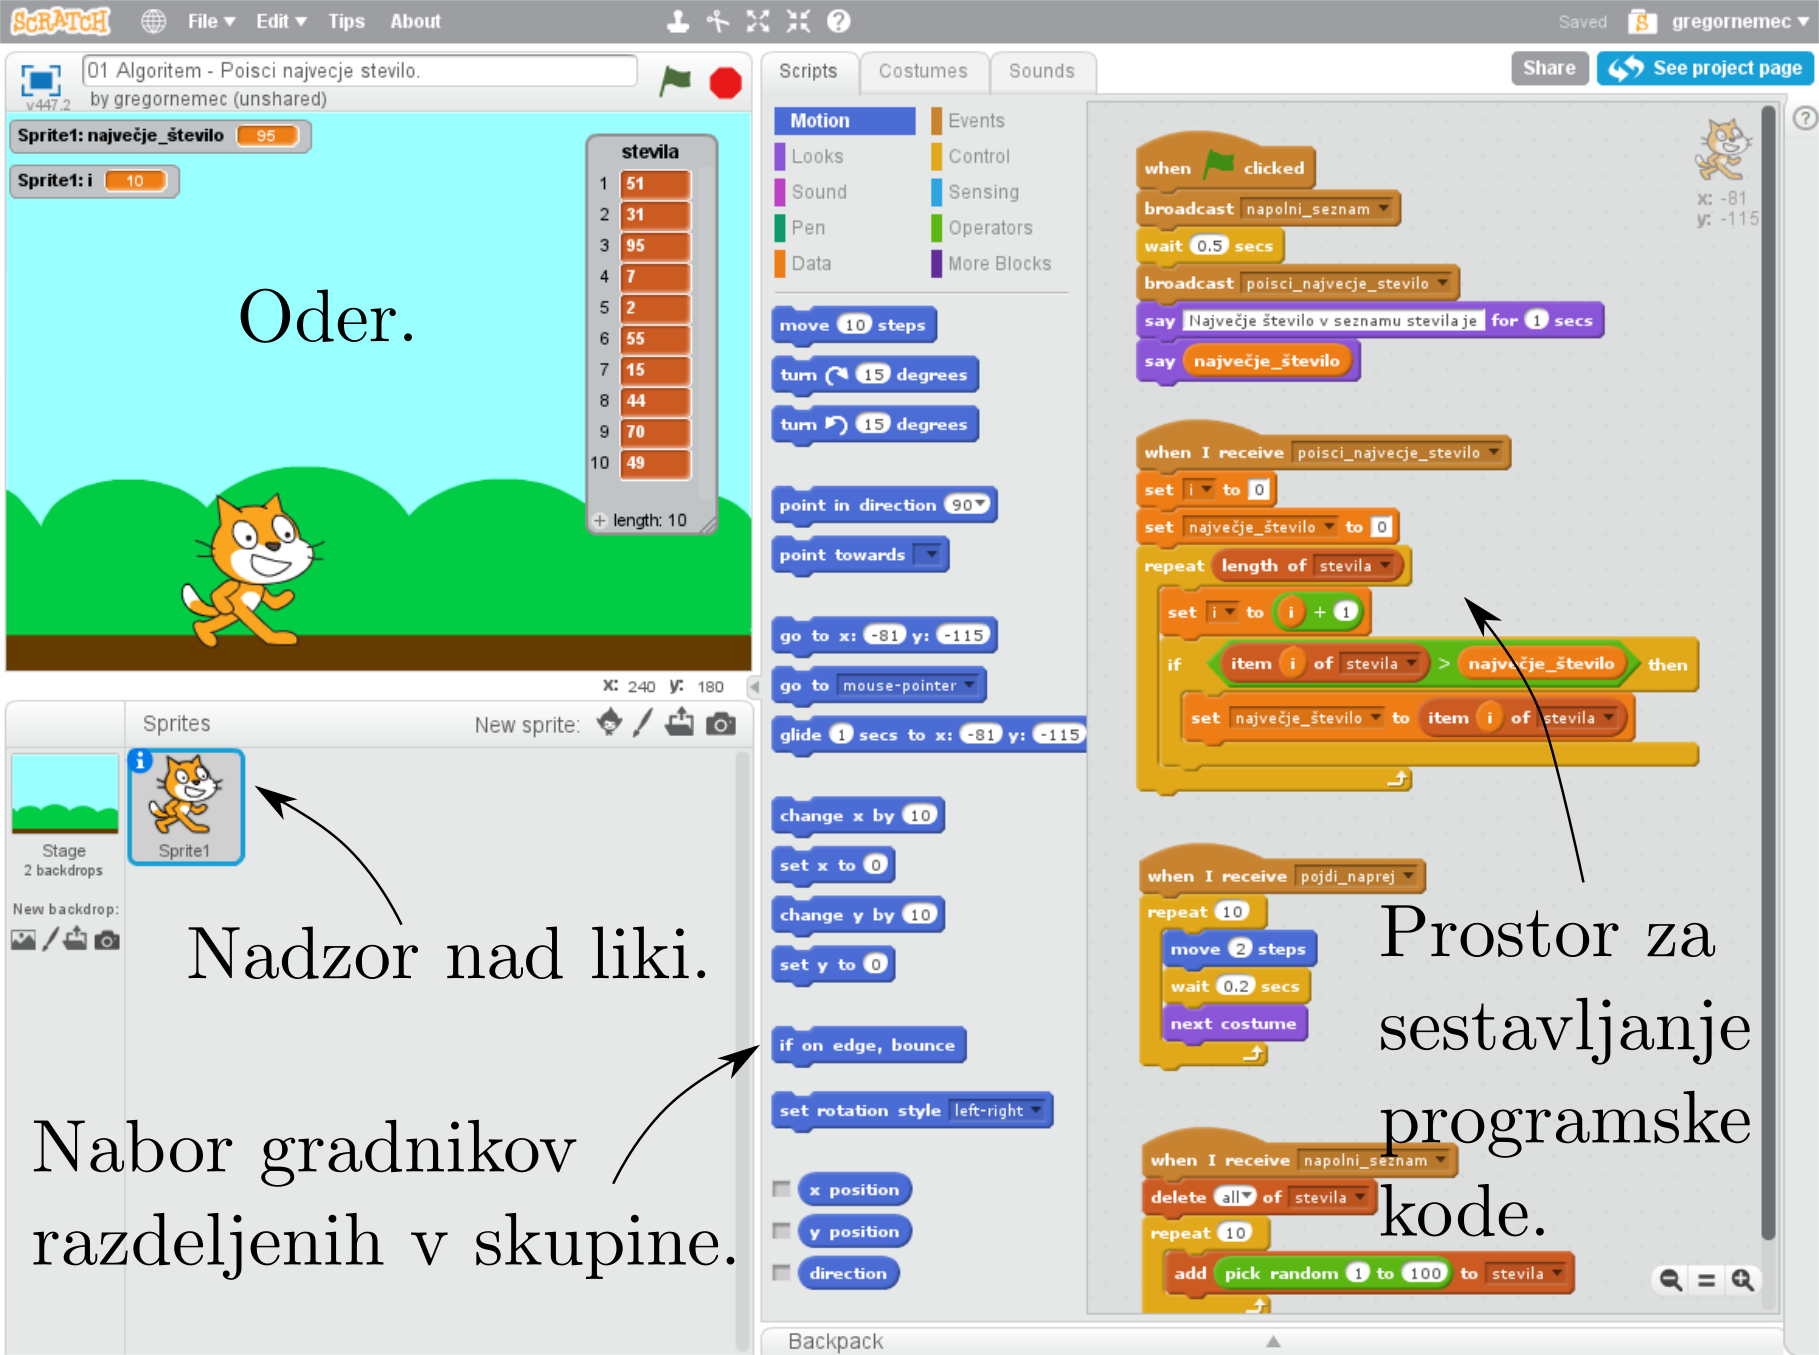 SCRATCH File Edit Tips About Saved gregornemec
01 Algoritem - Poisci najvecje stevilo.
v447.2 by gregornemec (unshared)
Sprite1: največje_število 95
Sprite1: i 10
stevila
1 51
2 31
3 95
4 7
5 2
6 55
7 15
8 44
9 70
10 49
+ length: 10
Oder.
x: 240 y: 180
Sprites New sprite:
Sprite1
Stage
2 backdrops
New backdrop:
Nadzor nad liki.
Nabor gradnikov
razdeljenih v skupine.
Scripts Costumes Sounds
Share See project page
Motion Events
Looks Control
Sound Sensing
Pen Operators
Data More Blocks
move 10 steps
turn 15 degrees
turn 15 degrees
point in direction 90
point towards
go to x: -81 y: -115
go to mouse-pointer
glide 1 secs to x: -81 y: -115
change x by 10
set x to 0
change y by 10
set y to 0
if on edge, bounce
set rotation style left-right
x position
y position
direction
Backpack
x: -81
y: -115
when clicked
broadcast napolni_seznam
wait 0.5 secs
broadcast poisci_najvecje_stevilo
say Največje število v seznamu stevila je for 1 secs
say največje_število
when I receive poisci_najvecje_stevilo
set i to 0
set največje_število to 0
repeat length of stevila
set i to i + 1
if item i of stevila > največje_število then
set največje_število to item i of stevila
when I receive pojdi_naprej
repeat 10
move 2 steps
wait 0.2 secs
next costume
when I receive napolni_seznam
delete all of stevila
repeat 10
add pick random 1 to 100 to stevila
Prostor za
sestavljanje
programske
kode.